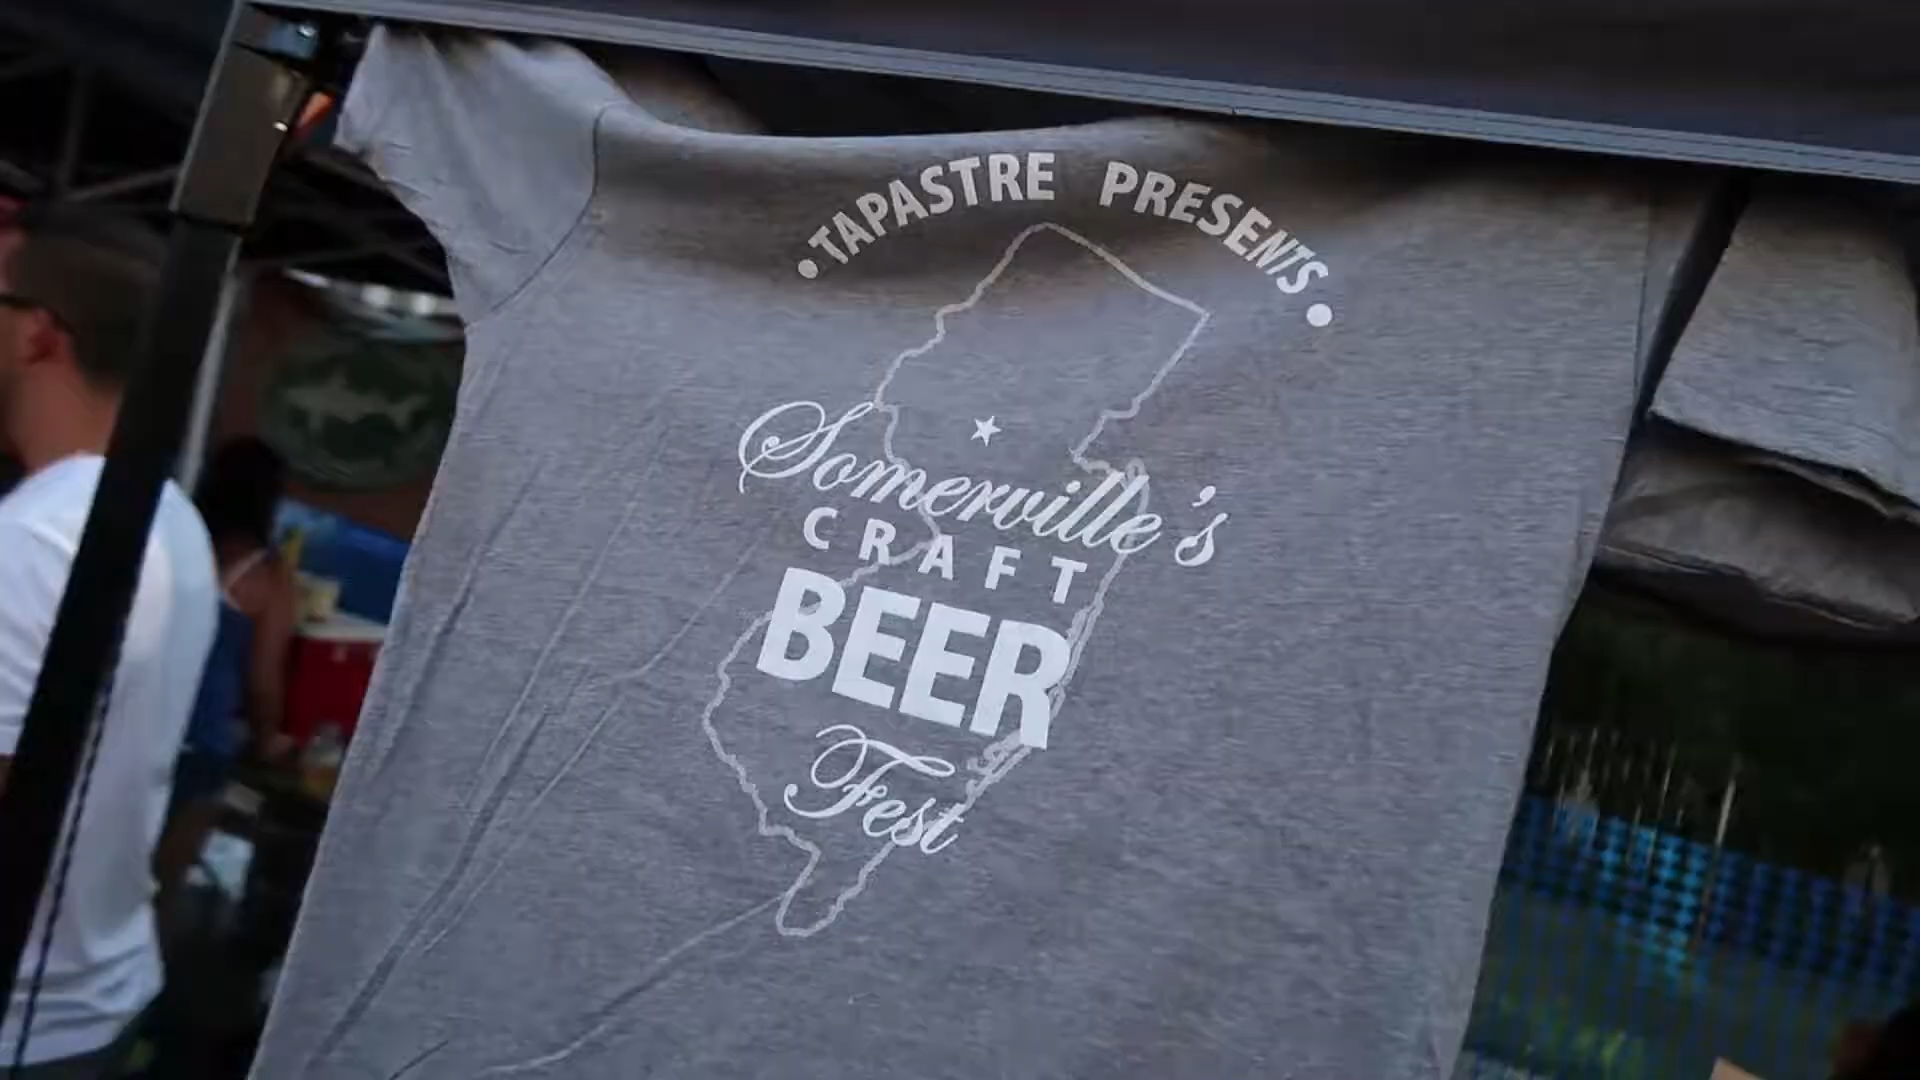 • TAPASTRE PRESENTS •
Somerville's
CRAFT
BEER
Fest